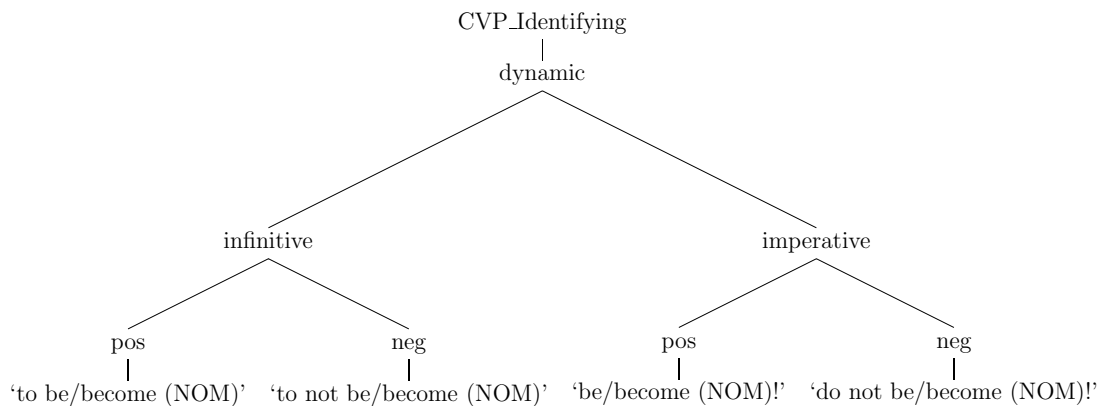 CVP_Identifying
dynamic
infinitive imperative
pos neg pos neg
‘to be/become (NOM)’ ‘to not be/become (NOM)’ ‘be/become (NOM)!’ ‘do not be/become (NOM)!’